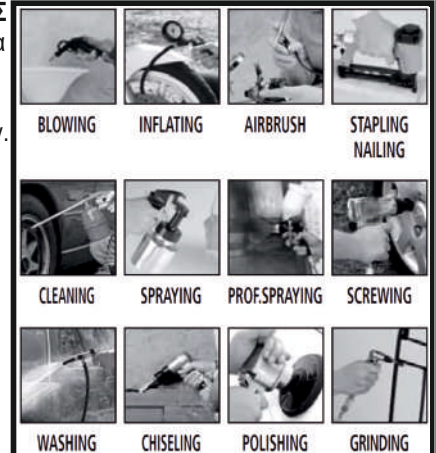 Σ
α
BLOWING INFLATING AIRBRUSH STAPLING
NAILING
ν.
CLEANING SPRAYING PROF.SPRAYING SCREWING
WASHING CHISELING POLISHING GRINDING